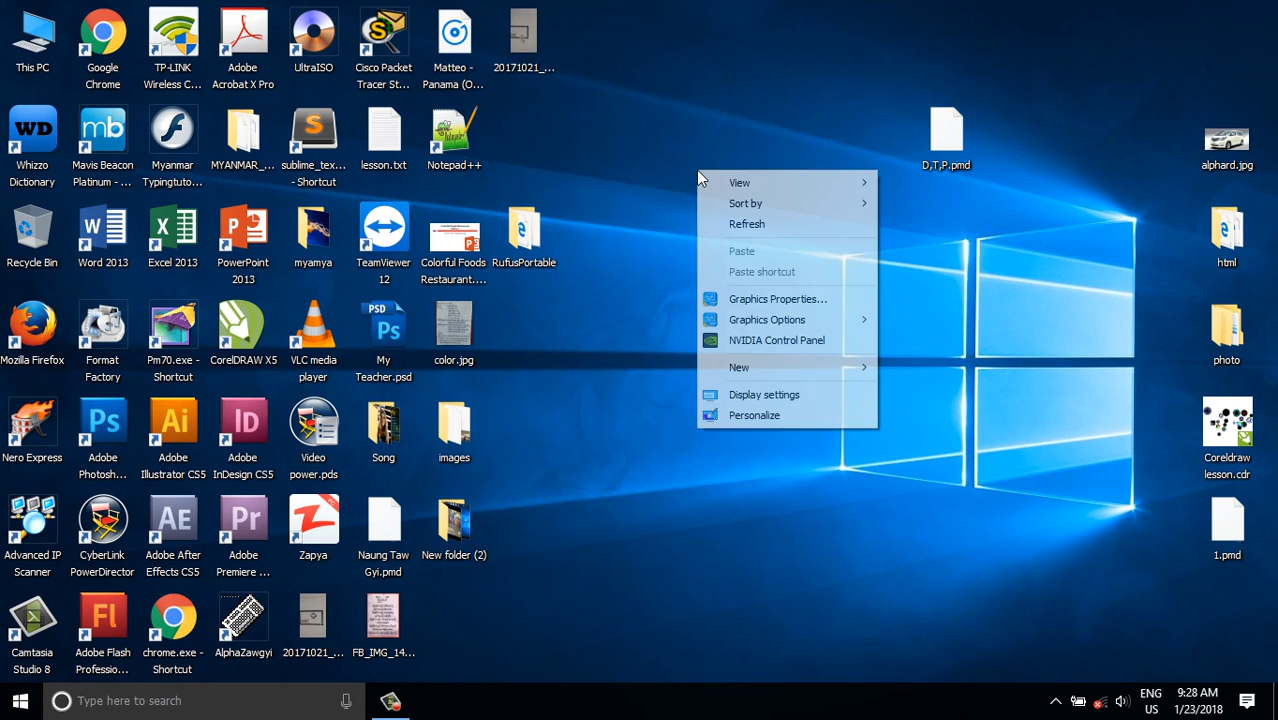 This PC
Google
Chrome
TP-LINK
Wireless C...
Adobe
Acrobat X Pro
UltraISO
Cisco Packet
Tracer St...
Matteo -
Panama (O...
20171021_...
Whizzo
Dictionary
Mavis Beacon
Platinum - ...
Myanmar
Typingtuto...
MYANMAR_...
sublime_tex...
- Shortcut
lesson.txt
Notepad++
D,T,P.pmd
alphard.jpg
Recycle Bin
Word 2013
Excel 2013
PowerPoint
2013
myamya
TeamViewer
12
Colorful Foods
Restaurant....
RufusPortable
html
Mozilla Firefox
Format
Factory
Pm70.exe -
Shortcut
CorelDRAW X5
VLC media
player
My
Teacher.psd
color.jpg
photo
Nero Express
Adobe
Photosh...
Adobe
Illustrator CS5
Adobe
InDesign CS5
Video
power.pds
Song
images
Coreldraw
lesson.cdr
Advanced IP
Scanner
CyberLink
PowerDirector
Adobe After
Effects CS5
Adobe
Premiere ...
Zapya
Naung Taw
Gyi.pmd
New folder (2)
1.pmd
Camtasia
Studio 8
Adobe Flash
Professio...
chrome.exe -
Shortcut
AlphaZawgyi
20171021_...
FB_IMG_14...
View
Sort by
Refresh
Paste
Paste shortcut
Graphics Properties...
Graphics Options
NVIDIA Control Panel
New
Display settings
Personalize
Type here to search
ENG
US
9:28 AM
1/23/2018